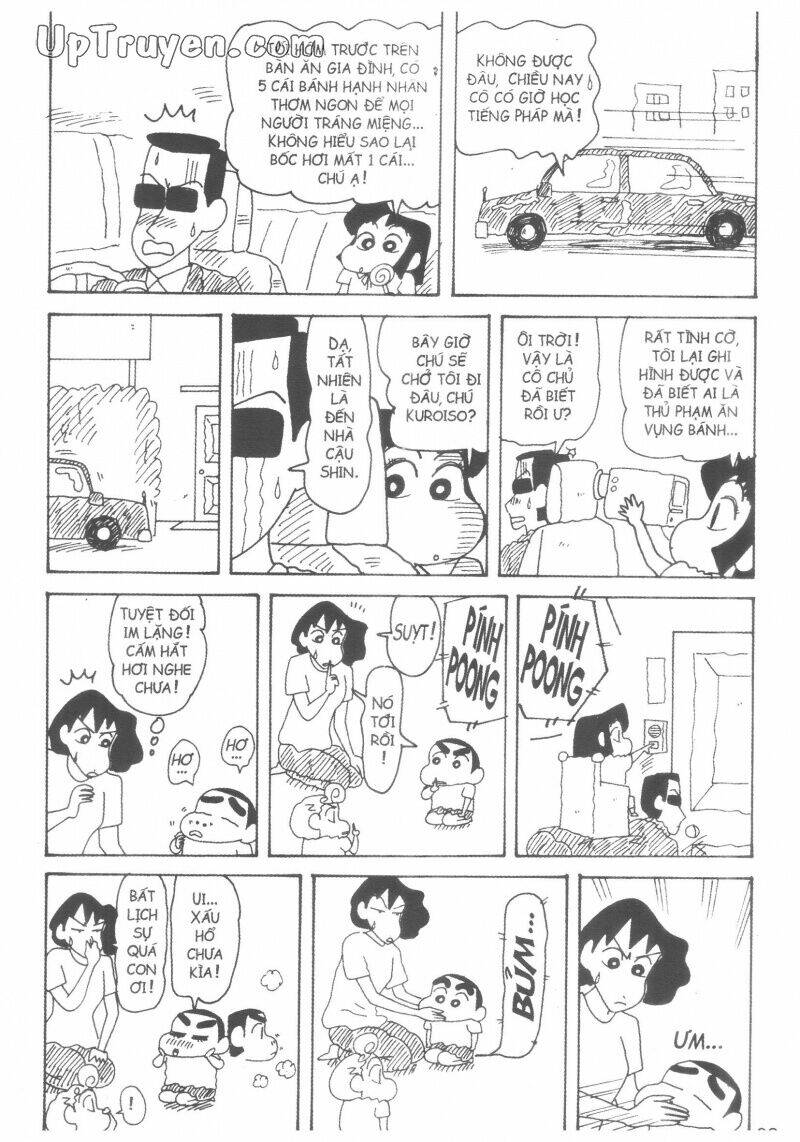 UpTruyen.com
KHÔNG ĐƯỢC
ĐÂU, CHIỀU NAY
CÔ CÓ GIỜ HỌC
TIẾNG PHÁP MÀ!
TỐI HÔM TRƯỚC TRÊN
BÀN ĂN GIA ĐÌNH, CÓ
5 CÁI BÁNH HẠNH NHÂN
THƠM NGON ĐỂ MỌI
NGƯỜI TRÁNG MIỆNG...
KHÔNG HIỂU SAO LẠI
BỐC HƠI MẤT 1 CÁI...
CHÚ Ạ!
RẤT TÌNH CỜ,
TÔI LẠI GHI
HÌNH ĐƯỢC VÀ
ĐÃ BIẾT AI LÀ
THỦ PHẠM ĂN
VỤNG BÁNH...
ÔI TRỜI!
VẬY LÀ
CÔ CHỦ
ĐÃ BIẾT
RỒI Ư?
BÂY GIỜ
CHÚ SẼ
CHỞ TÔI ĐI
ĐÂU, CHÚ
KUROISO?
DẠ,
TẤT
NHIÊN
LÀ
ĐẾN
NHÀ
CẬU
SHIN.
PÍNH
POONG
PÍNH
POONG
SUỴT!
NÓ
TỚI
RỒI
!
TUYỆT ĐỐI
IM LẶNG!
CẤM HẮT
HƠI NGHE
CHƯA!
HƠ
...
HƠ
...
ƯM...
BỦM...
UI...
XẤU
HỔ
CHƯA
KÌA!
BẤT
LỊCH
SỰ
QUÁ
CON
ƠI!
!